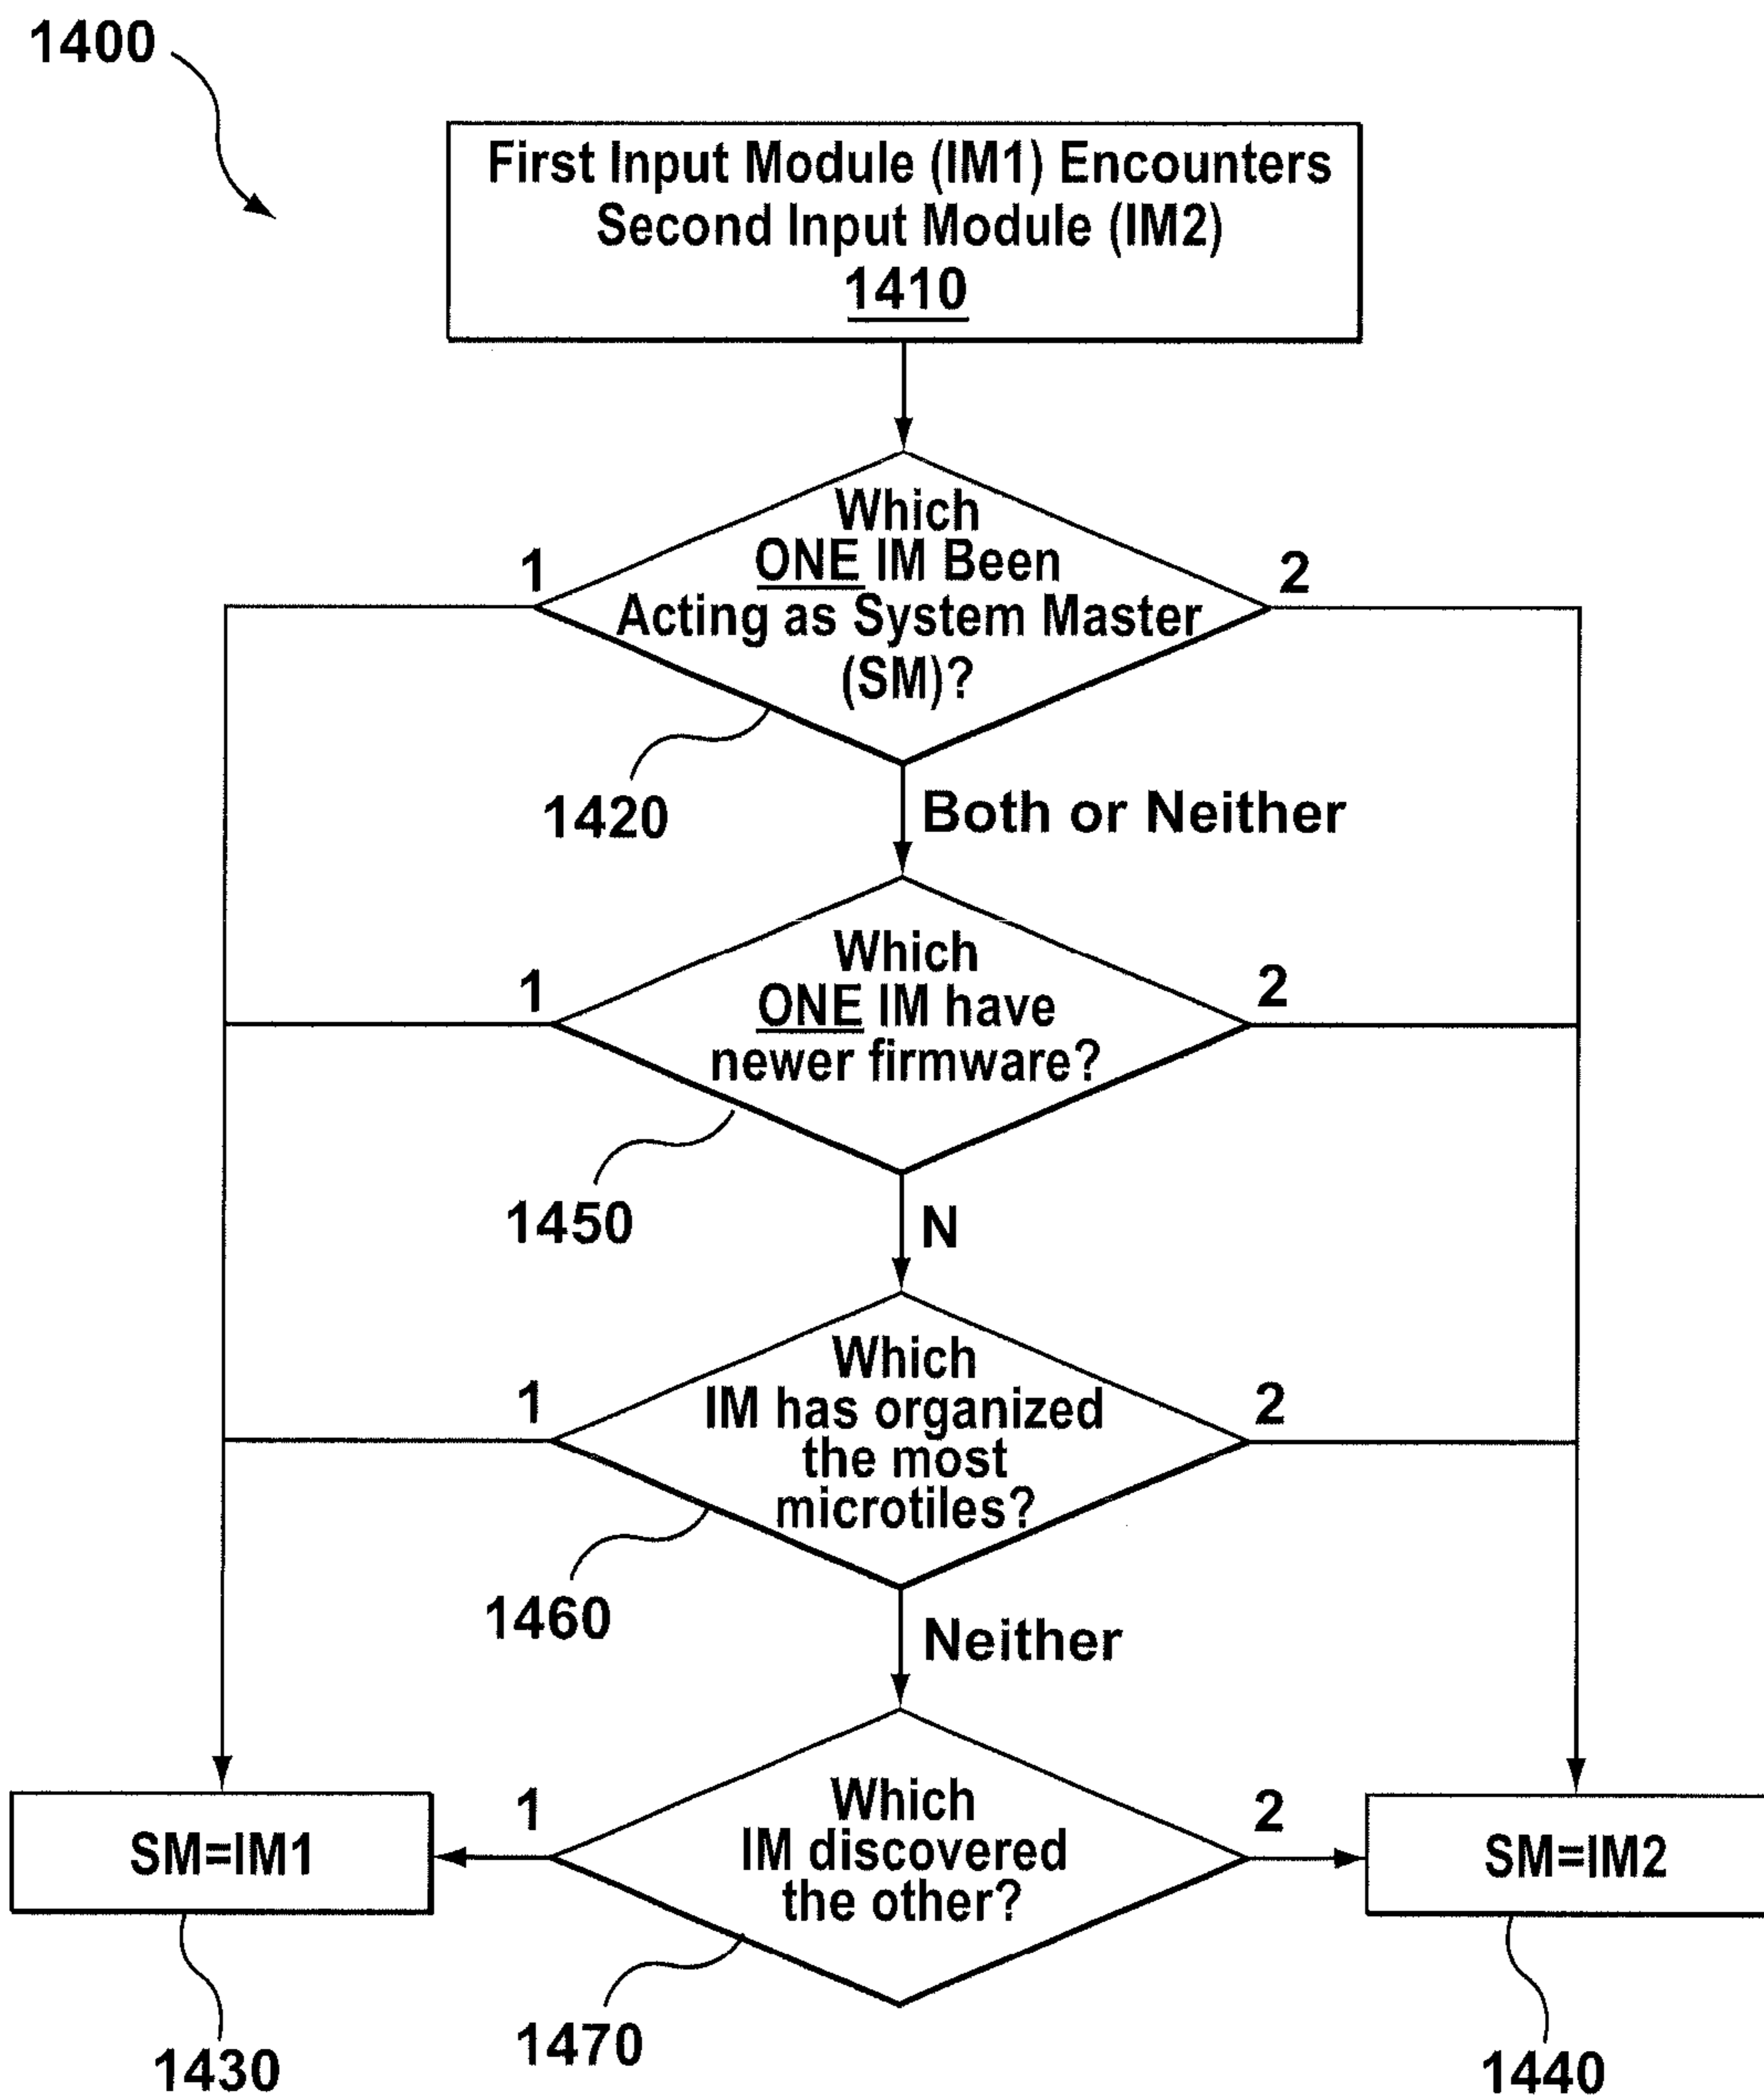 1400
First Input Module (IM1) Encounters
Second Input Module (IM2)
1410
Which
ONE IM Been
Acting as System Master
(SM)?
1
2
1420
Both or Neither
Which
ONE IM have
newer firmware?
1
2
1450
N
Which
IM has organized
the most
microtiles?
1
2
1460
Neither
Which
IM discovered
the other?
1
2
SM=IM1
SM=IM2
1430
1470
1440